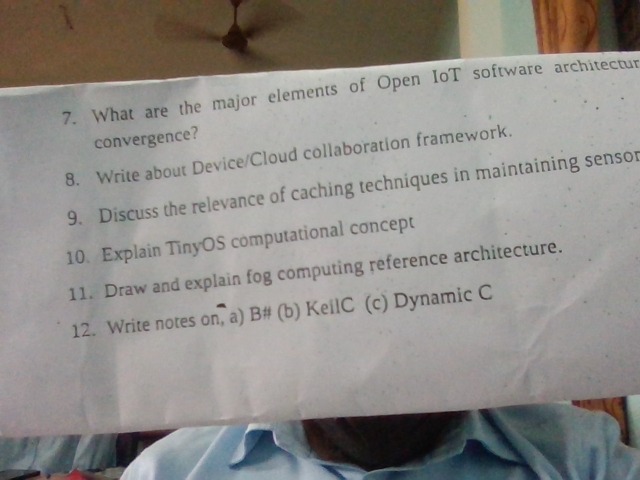 7. What are the major elements of Open IoT software
convergence?
8. Write about Device/Cloud collaboration framework.
9. Discuss the relevance of caching techniques in maintaining sensor
10. Explain TinyOS computational concept
11. Draw and explain fog computing reference architecture.
12. Write notes on, a) B# (b) KeilC (c) Dynamic C